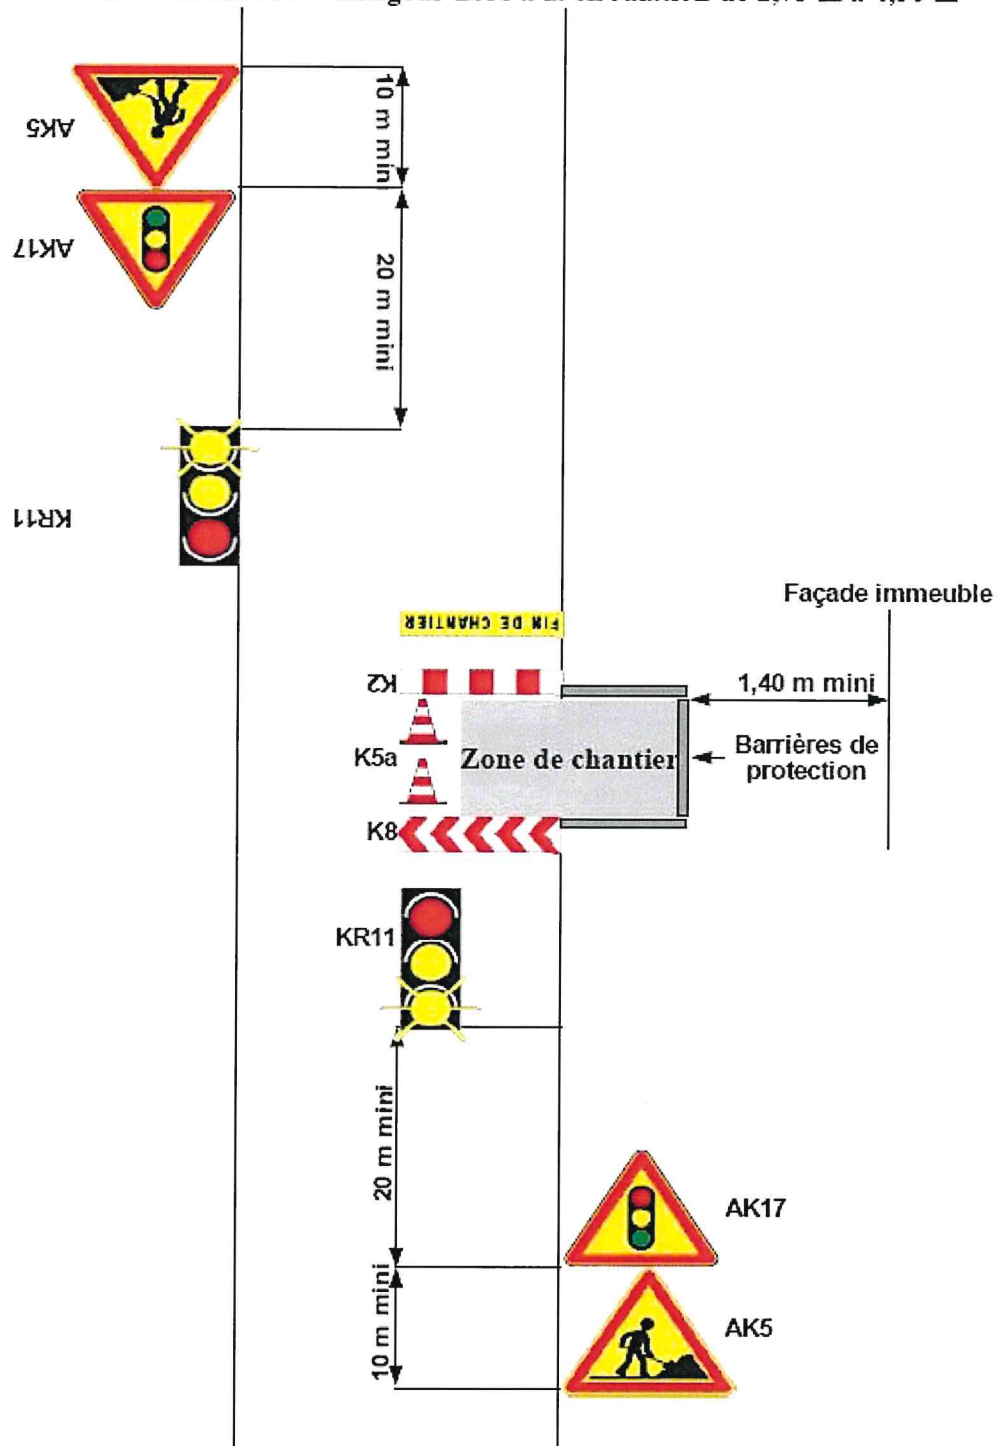 10 m mini
AK5
AK17
20 m mini
KR11
Façade immeuble
FIN DE CHANTIER
K2
1,40 m mini
K5a
Zone de chantier
Barrières de
protection
K8
KR11
20 m mini
AK17
10 m mini
AK5